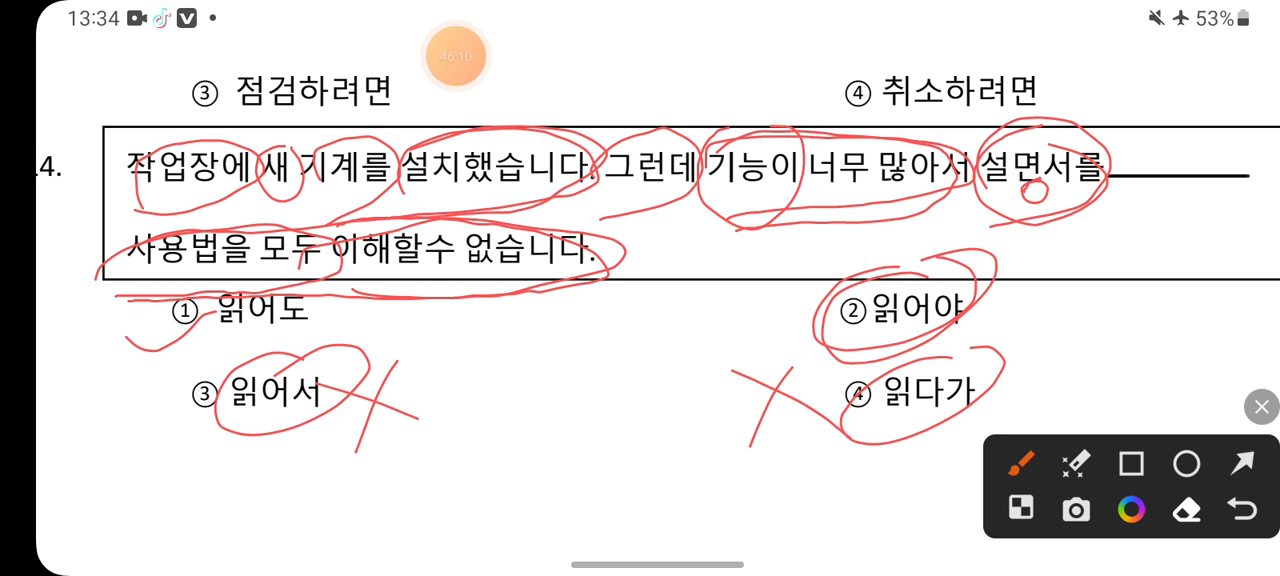 13:34
53%
46:10
③ 점검하려면 ④ 취소하려면
4. 작업장에 새 기계를 설치했습니다. 그런데 기능이 너무 많아서 설면서를
사용법을 모두 이해할수 없습니다.
① 읽어도 ② 읽어야
③ 읽어서 ④ 읽다가